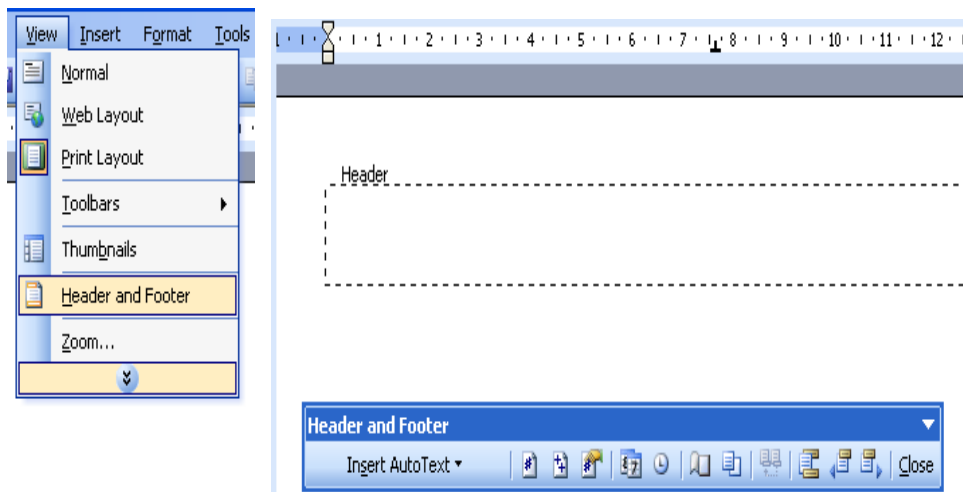 View Insert Format Tools
Normal
Web Layout
Print Layout
Toolbars
Thumbnails
Header and Footer
Zoom...
1 2 3 4 5 6 7 8 9 10 11 12
Header
Header and Footer
Insert AutoText Close